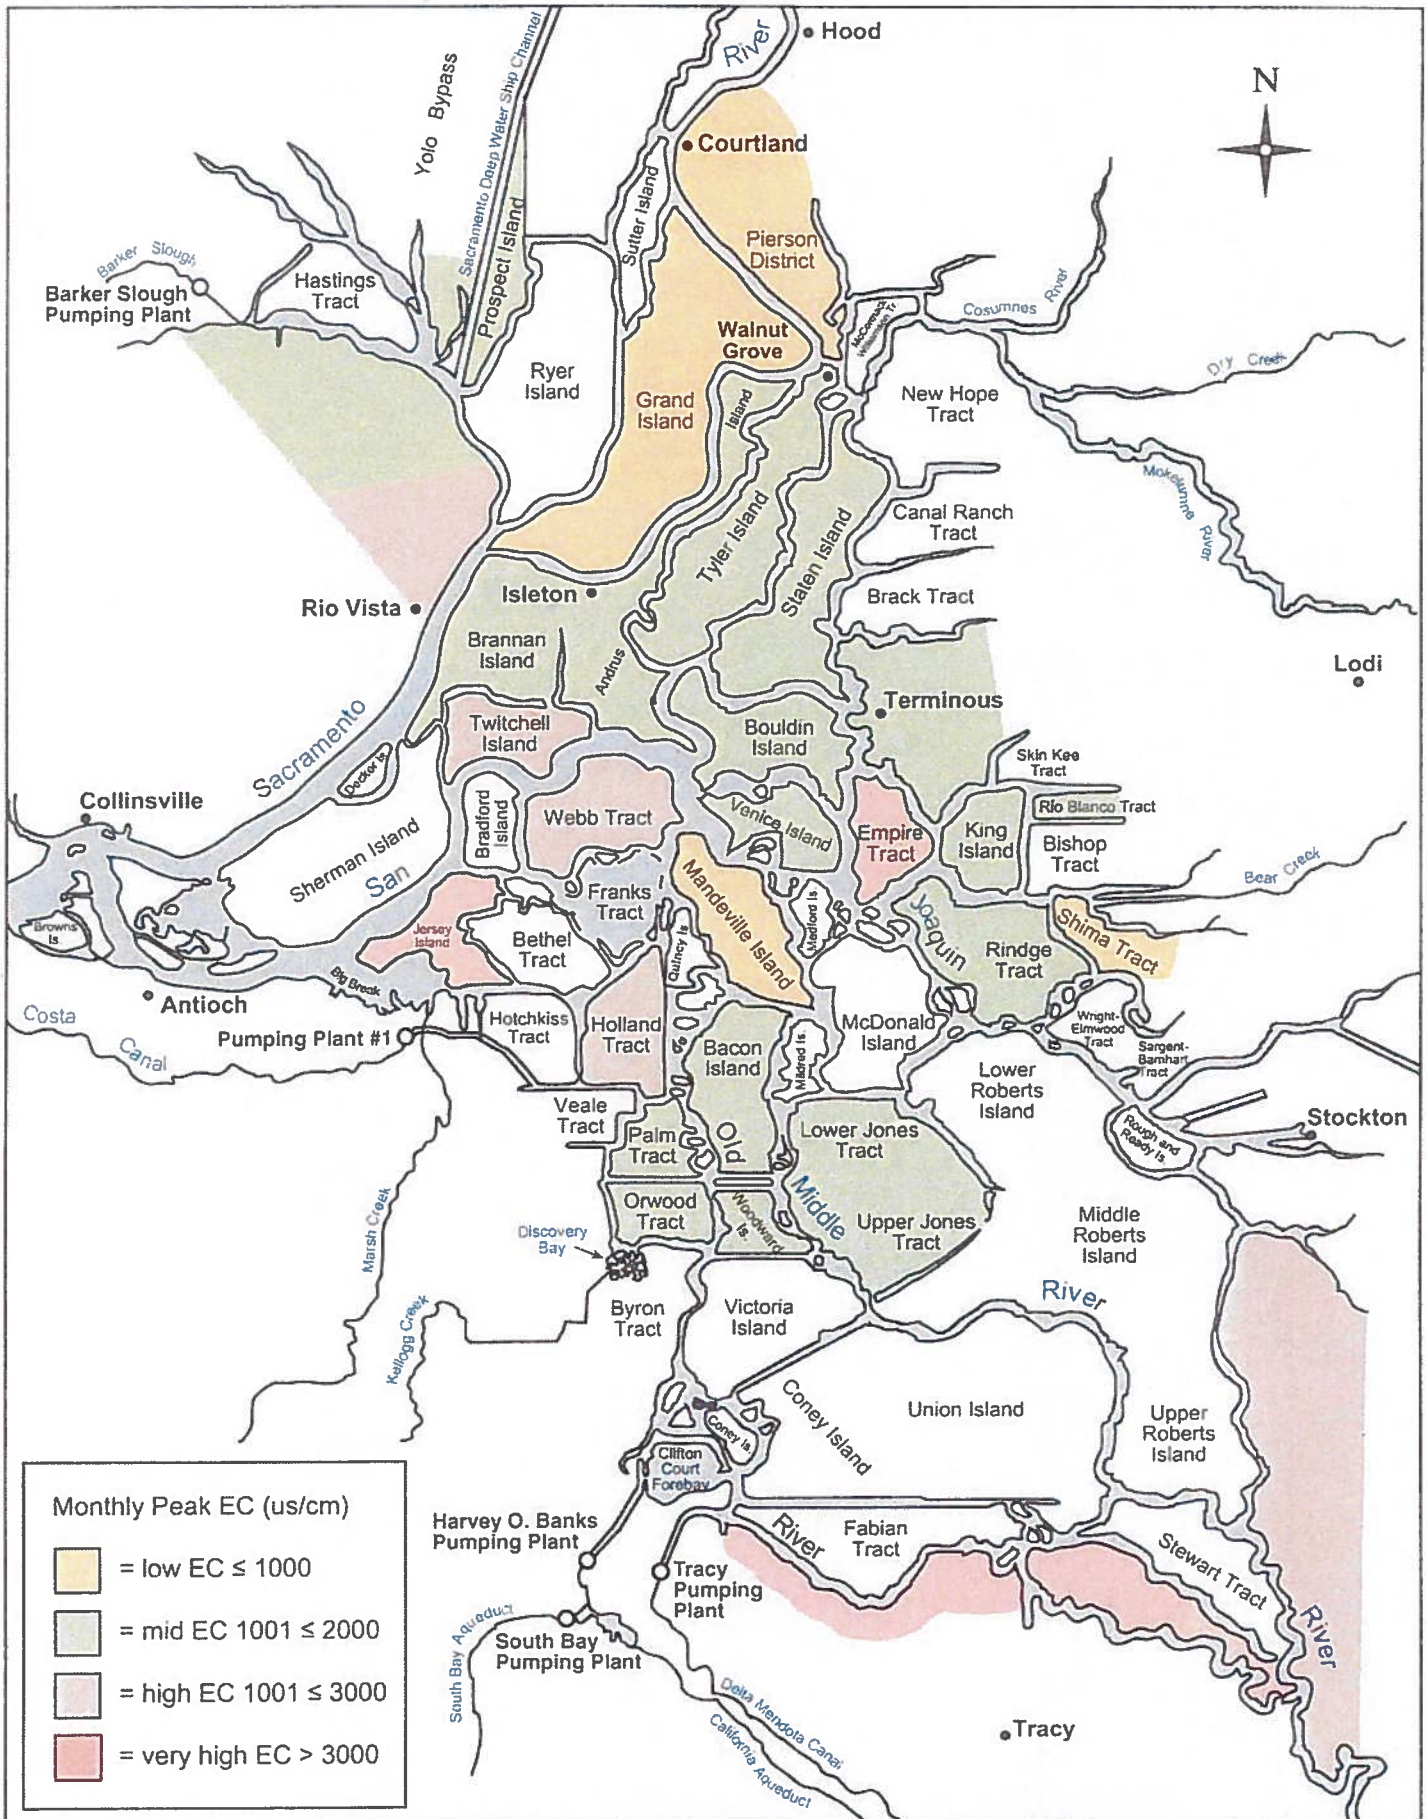 River
Hood
N
Yolo Bypass
Sacramento Deep Water Ship Channel
Courtland
Sutter Island
Pierson
District
Prospect Island
Barker Slough
Barker Slough
Pumping Plant
Hastings
Tract
McCormack
Williamson Tr.
Cosumnes River
Walnut
Grove
Dry Creek
Ryer
Island
Grand
Island
Island
New Hope
Tract
Mokelumne River
Canal Ranch
Tract
Tyler Island
Staten Island
Isleton
Rio Vista
Brack Tract
Brannan
Island
Andrus
Lodi
Terminous
Twitchell
Island
Bouldin
Island
Sacramento
Decker Is.
Skin Kee
Tract
Collinsville
Bradford
Island
Webb Tract
Venice Island
Empire
Tract
King
Island
Rio Blanco Tract
Bishop
Tract
Sherman Island
San
Franks
Tract
Mandeville Island
Medford Is.
Bear Creek
Joaquin
Shima Tract
Browns
Is.
Jersey
Island
Bethel
Tract
Quincy Is.
Rindge
Tract
Big Break
Antioch
Costa
Canal
Pumping Plant #1
Hotchkiss
Tract
Holland
Tract
Bacon
Island
Mildred Is.
McDonald
Island
Wright-
Elmwood
Tract
Sargent-
Barnhart
Tract
Lower
Roberts
Island
Veale
Tract
Palm
Tract
Old
Lower Jones
Tract
Rough and
Ready Is.
Stockton
Marsh Creek
Orwood
Tract
Woodward
Is.
Middle
Upper Jones
Tract
Middle
Roberts
Island
Discovery
Bay
Byron
Tract
Victoria
Island
River
Kellogg Creek
Coney Island
Union Island
Upper
Roberts
Island
Coney Is.
Clifton
Court
Forebay
Harvey O. Banks
Pumping Plant
River
Fabian
Tract
Stewart Tract
Tracy
Pumping
Plant
River
South Bay Aqueduct
South Bay
Pumping Plant
Delta Mendota Canal
California Aqueduct
Tracy
Monthly Peak EC (us/cm)
= low EC ≤ 1000
= mid EC 1001 ≤ 2000
= high EC 1001 ≤ 3000
= very high EC > 3000